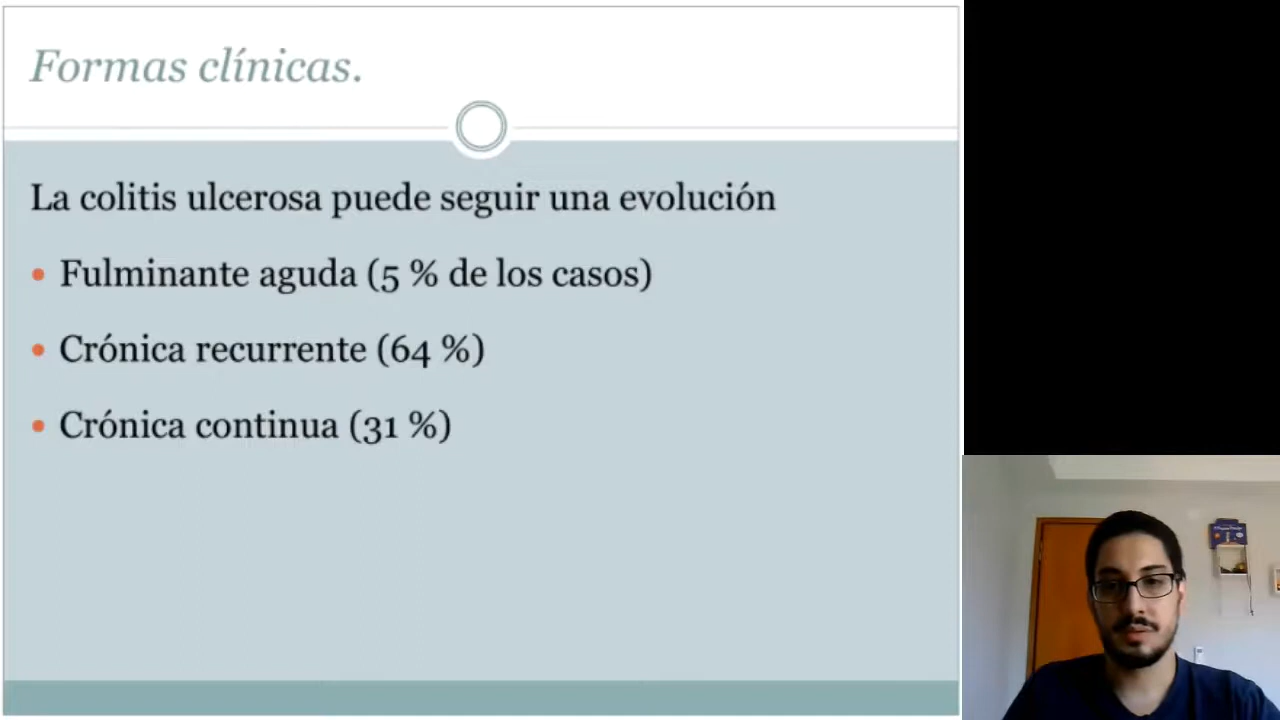 Formas clínicas.
La colitis ulcerosa puede seguir una evolución
• Fulminante aguda (5 % de los casos)
• Crónica recurrente (64 %)
• Crónica continua (31 %)